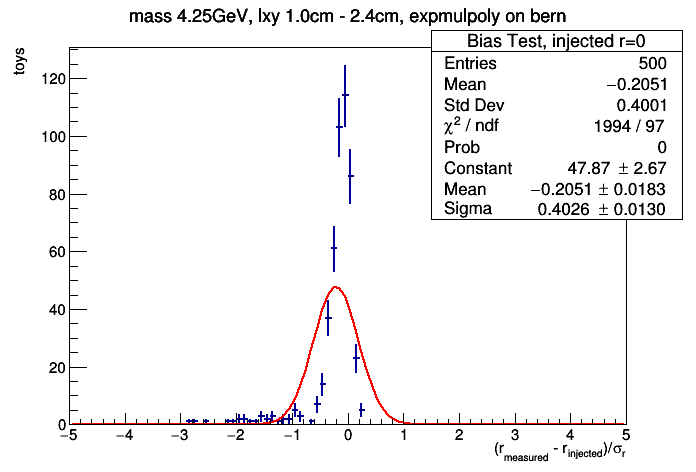 mass 4.25GeV, lxy 1.0cm - 2.4cm, expmulpoly on bern
Bias Test, injected r=0
Entries 500
Mean −0.2051
Std Dev 0.4001
χ² / ndf 1994 / 97
Prob 0
Constant 47.87 ± 2.67
Mean −0.2051 ± 0.0183
Sigma 0.4026 ± 0.0130
toys
120
100
80
60
40
20
0
−5 −4 −3 −2 −1 0 1 2 3 4 5
(r_measured - r_injected)/σ_r